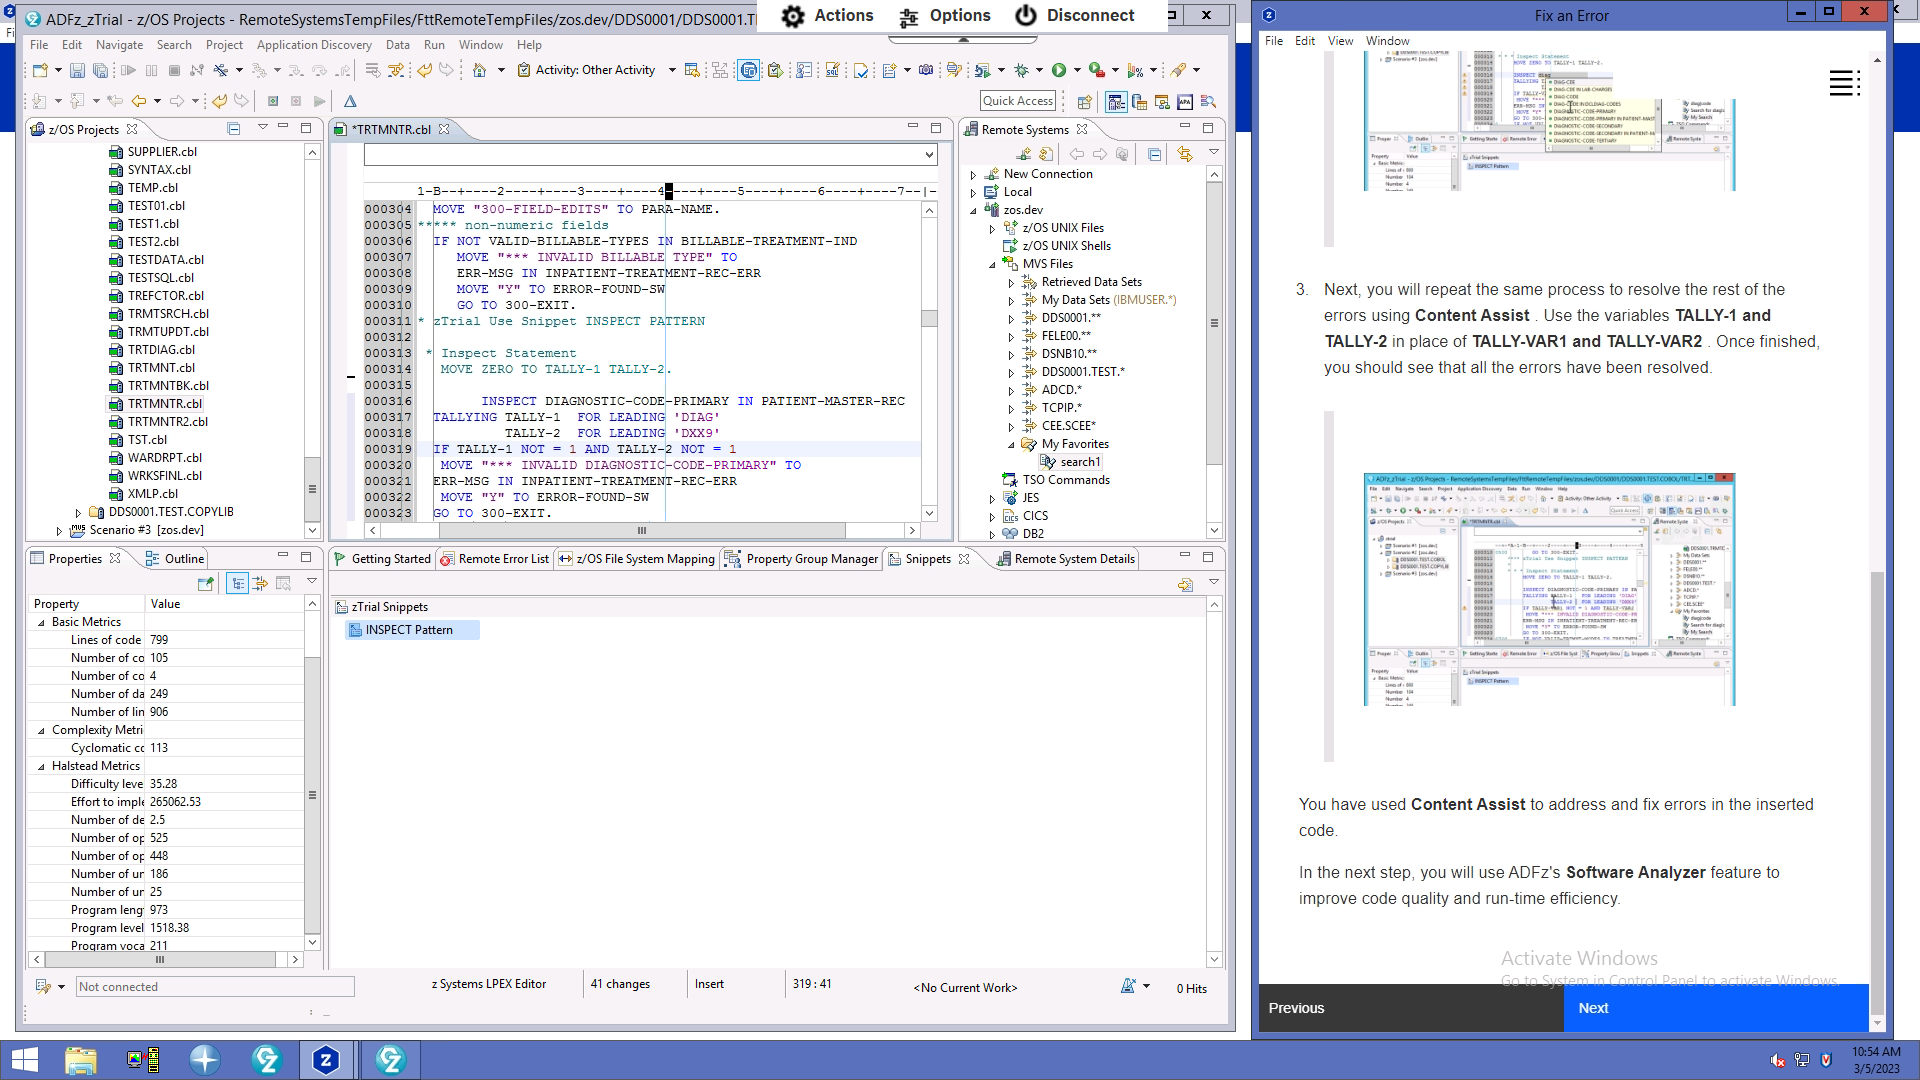 ADFz_zTrial - z/OS Projects - RemoteSystemsTempFiles/FttRemoteTempFiles/zos.dev/DDS0001/DDS0001.T
Actions Options Disconnect
File Edit Navigate Search Project Application Discovery Data Run Window Help
Activity: Other Activity
Quick Access
z/OS Projects
SUPPLIER.cbl
SYNTAX.cbl
TEMP.cbl
TEST01.cbl
TEST1.cbl
TEST2.cbl
TESTDATA.cbl
TESTSQL.cbl
TREFCTOR.cbl
TRMTSRCH.cbl
TRMTUPDT.cbl
TRTDIAG.cbl
TRTMNT.cbl
TRTMNTBK.cbl
TRTMNTR.cbl
TRTMNTR2.cbl
TST.cbl
WARDRPT.cbl
WRKSFINL.cbl
XMLP.cbl
DDS0001.TEST.COPYLIB
Scenario #3 [zos.dev]
*TRTMNTR.cbl
1-B--+----2----+----3----+----4----+----5----+----6----+----7--|-
000304 MOVE "300-FIELD-EDITS" TO PARA-NAME.
000305 ***** non-numeric fields
000306 IF NOT VALID-BILLABLE-TYPES IN BILLABLE-TREATMENT-IND
000307 MOVE "*** INVALID BILLABLE TYPE" TO
000308 ERR-MSG IN INPATIENT-TREATMENT-REC-ERR
000309 MOVE "Y" TO ERROR-FOUND-SW
000310 GO TO 300-EXIT.
000311 * zTrial Use Snippet INSPECT PATTERN
000312
000313 * Inspect Statement
000314 MOVE ZERO TO TALLY-1 TALLY-2.
000315
000316 INSPECT DIAGNOSTIC-CODE-PRIMARY IN PATIENT-MASTER-REC
000317 TALLYING TALLY-1 FOR LEADING 'DIAG'
000318 TALLY-2 FOR LEADING 'DXX9'
000319 IF TALLY-1 NOT = 1 AND TALLY-2 NOT = 1
000320 MOVE "*** INVALID DIAGNOSTIC-CODE-PRIMARY" TO
000321 ERR-MSG IN INPATIENT-TREATMENT-REC-ERR
000322 MOVE "Y" TO ERROR-FOUND-SW
000323 GO TO 300-EXIT.
Remote Systems
New Connection
Local
zos.dev
z/OS UNIX Files
z/OS UNIX Shells
MVS Files
Retrieved Data Sets
My Data Sets (IBMUSER.*)
DDS0001.**
FELE00.**
DSNB10.**
DDS0001.TEST.*
ADCD.*
TCPIP.*
CEE.SCEE*
My Favorites
search1
TSO Commands
JES
CICS
DB2
Properties Outline
Property Value
Basic Metrics
Lines of code 799
Number of co 105
Number of co 4
Number of da 249
Number of lin 906
Complexity Metri
Cyclomatic cc 113
Halstead Metrics
Difficulty leve 35.28
Effort to imple 265062.53
Number of de 2.5
Number of op 525
Number of op 448
Number of ur 186
Number of ur 25
Program leng 973
Program level 1518.38
Program voca 211
Getting Started Remote Error List z/OS File System Mapping Property Group Manager Snippets Remote System Details
zTrial Snippets
INSPECT Pattern
Not connected
z Systems LPEX Editor 41 changes Insert 319 : 41 <No Current Work> 0 Hits
Fix an Error
File Edit View Window
3. Next, you will repeat the same process to resolve the rest of the
errors using Content Assist . Use the variables TALLY-1 and
TALLY-2 in place of TALLY-VAR1 and TALLY-VAR2 . Once finished,
you should see that all the errors have been resolved.
You have used Content Assist to address and fix errors in the inserted
code.
In the next step, you will use ADFz's Software Analyzer feature to
improve code quality and run-time efficiency.
Activate Windows
Go to System in Control Panel to activate Windows.
Previous Next
10:54 AM
3/5/2023